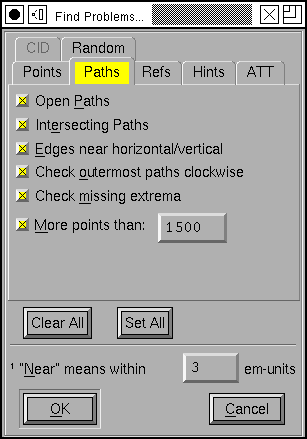 Find Problems...
CID Random
Points Paths Refs Hints ATT
Open Paths
Intersecting Paths
Edges near horizontal/vertical
Check outermost paths clockwise
Check missing extrema
More points than: 1500
Clear All Set All
¹ "Near" means within 3 em-units
OK Cancel